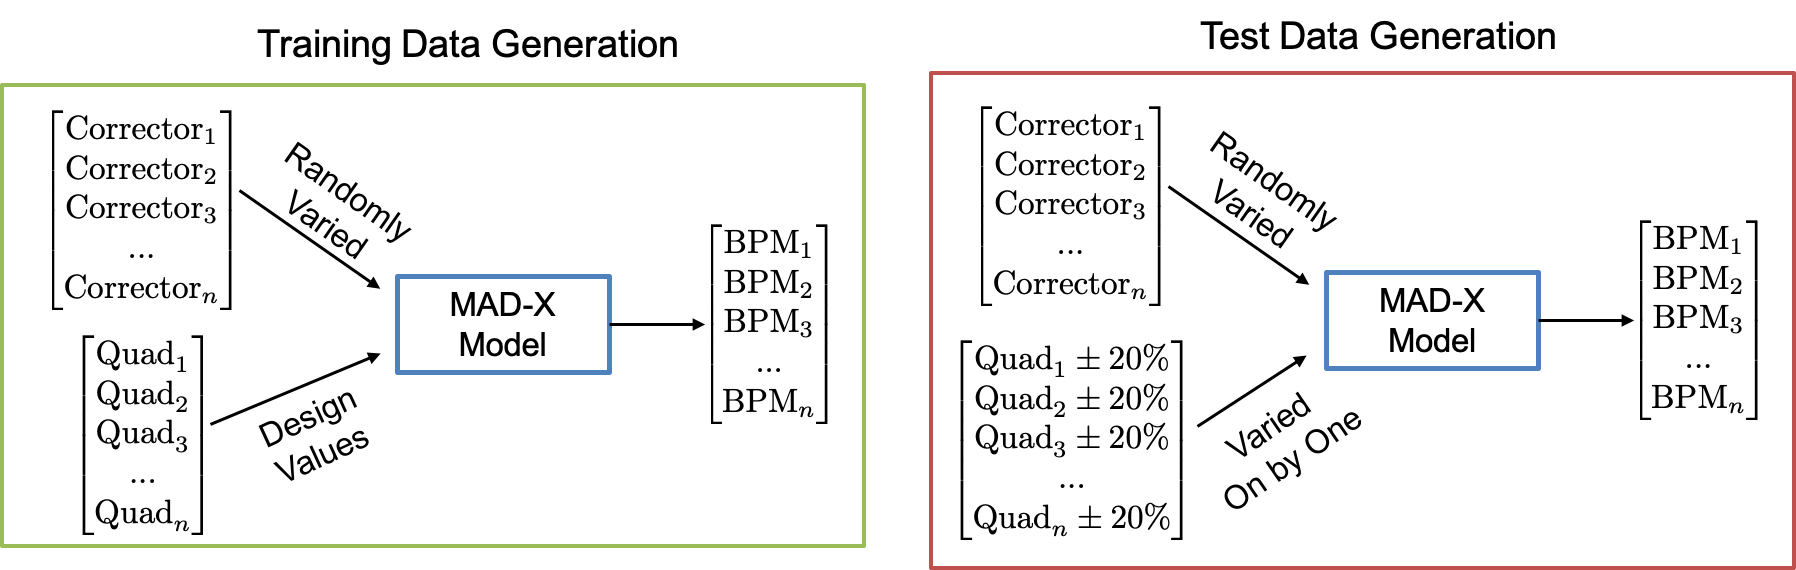 Training Data Generation
Corrector₁
Corrector₂
Corrector₃
...
Correctorₙ
Randomly
Varied
Quad₁
Quad₂
Quad₃
...
Quadₙ
Design
Values
MAD-X
Model
BPM₁
BPM₂
BPM₃
...
BPMₙ
Test Data Generation
Corrector₁
Corrector₂
Corrector₃
...
Correctorₙ
Randomly
Varied
Quad₁ ± 20%
Quad₂ ± 20%
Quad₃ ± 20%
...
Quadₙ ± 20%
Varied
On by One
MAD-X
Model
BPM₁
BPM₂
BPM₃
...
BPMₙ